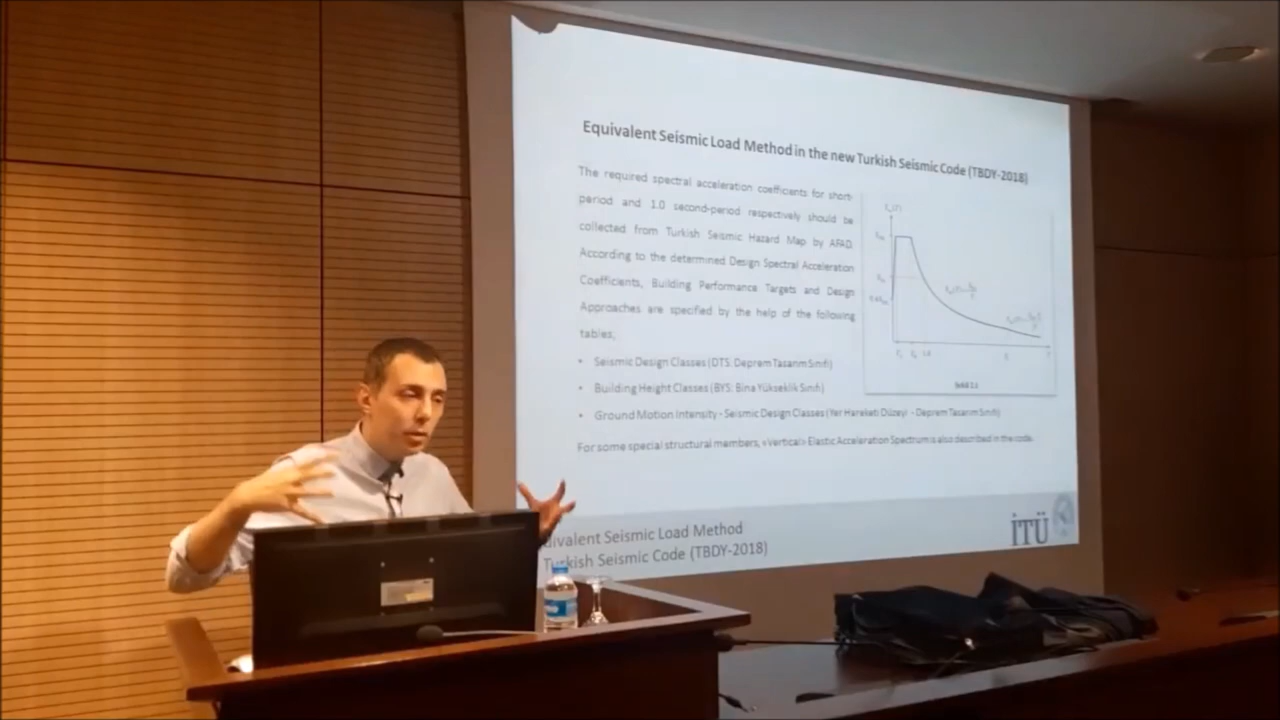 Equivalent Seismic Load Method in the new Turkish Seismic Code (TBDY-2018)
The required spectral acceleration coefficients for short-
period and 1.0 second-period respectively should be
collected from Turkish Seismic Hazard Map by AFAD.
According to the determined Design Spectral Acceleration
Coefficients, Building Performance Targets and Design
Approaches are specified by the help of the following
tables;
• Seismic Design Classes (DTS: Deprem Tasarım Sınıfı)
• Building Height Classes (BYS: Bina Yükseklik Sınıfı)
• Ground Motion Intensity - Seismic Design Classes (Yer Hareketi Düzeyi - Deprem Tasarım Sınıfı)
For some special structural members, «Vertical» Elastic Acceleration Spectrum is also described in the code.
ivalent Seismic Load Method
Turkish Seismic Code (TBDY-2018)
İTÜ